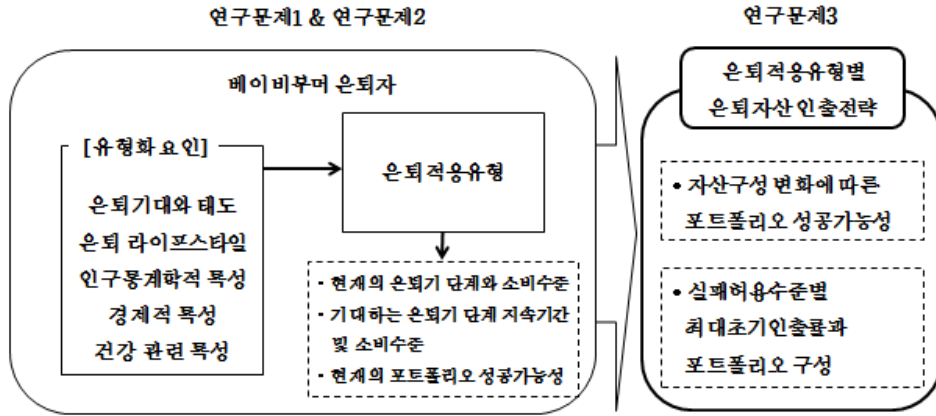 연구문제1 & 연구문제2
베이비부머 은퇴자
[유형화 요인]
은퇴기대와 태도
은퇴 라이프스타일
인구통계학적 특성
경제적 특성
건강 관련 특성
은퇴적응유형
- 현재의 은퇴기 단계와 소비수준
- 기대하는 은퇴기 단계 지속기간
및 소비수준
- 현재의 포트폴리오 성공가능성
연구문제3
은퇴적응유형별
은퇴자산 인출전략
• 자산구성 변화에 따른
포트폴리오 성공가능성
• 실패허용수준별
최대초기인출률과
포트폴리오 구성